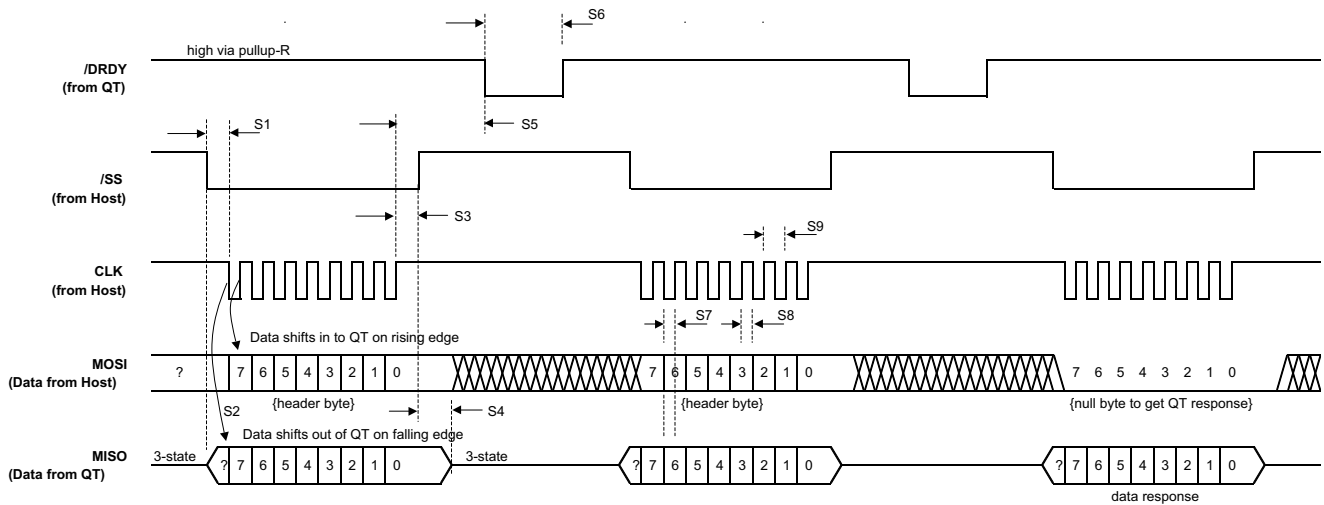 S6
high via pullup-R
/DRDY
(from QT)
S1
S5
/SS
(from Host)
S3
S9
CLK
(from Host)
S7
S8
Data shifts in to QT on rising edge
MOSI
(Data from Host)
? 7 6 5 4 3 2 1 0
7 6 5 4 3 2 1 0
7 6 5 4 3 2 1 0
{header byte}
{header byte}
{null byte to get QT response}
S2
S4
Data shifts out of QT on falling edge
MISO
(Data from QT)
3-state
? 7 6 5 4 3 2 1 0
3-state
? 7 6 5 4 3 2 1 0
? 7 6 5 4 3 2 1 0
data response